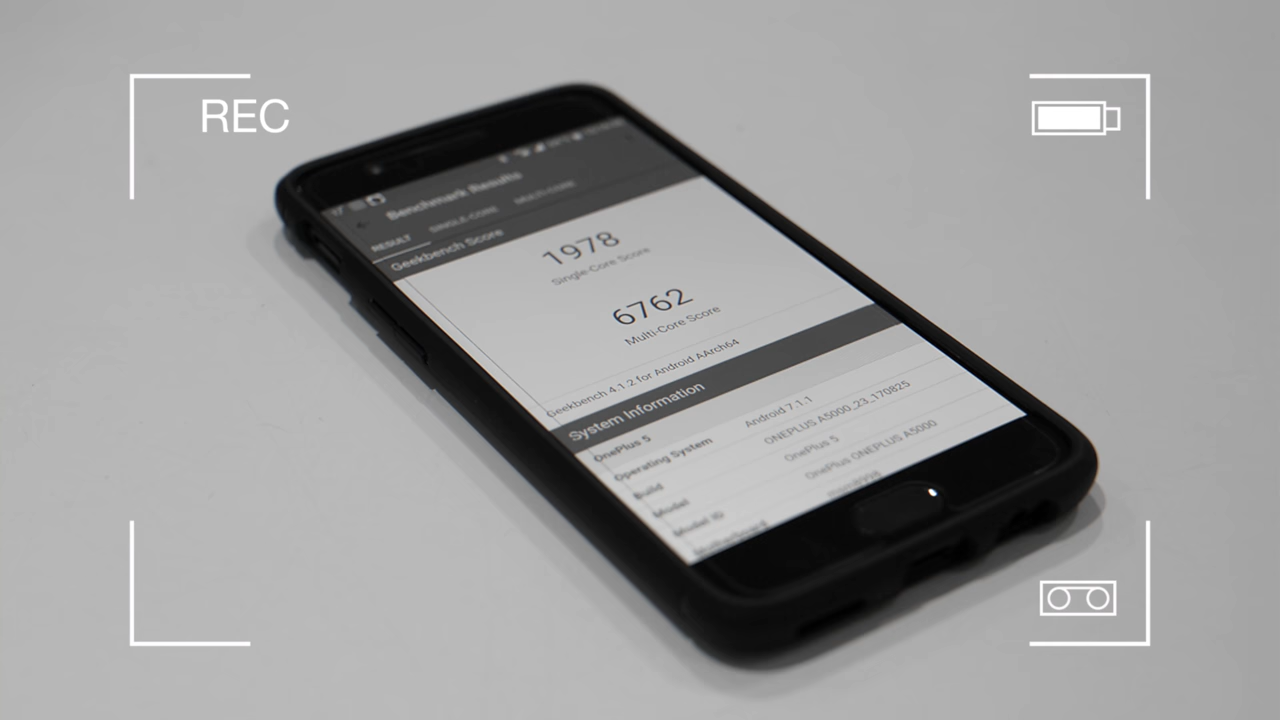 REC
Benchmark Results
RESULT SINGLE-CORE MULTI-CORE
Geekbench Score
1978
Single-Core Score
6762
Multi-Core Score
Geekbench 4.1.2 for Android AArch64
System Information
OnePlus 5
Operating System Android 7.1.1
Build ONEPLUS A5000_23_170825
Model OnePlus 5
Model ID OnePlus ONEPLUS A5000
Motherboard